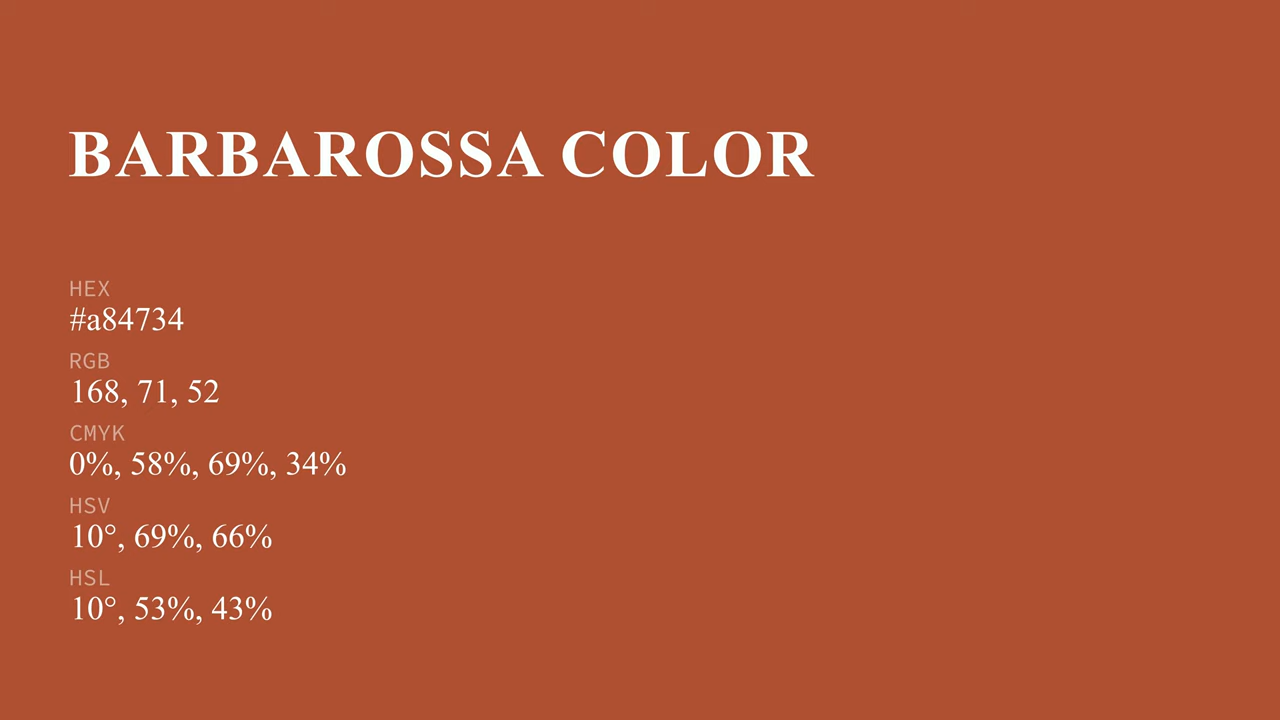 BARBAROSSA COLOR
HEX
#a84734
RGB
168, 71, 52
CMYK
0%, 58%, 69%, 34%
HSV
10°, 69%, 66%
HSL
10°, 53%, 43%